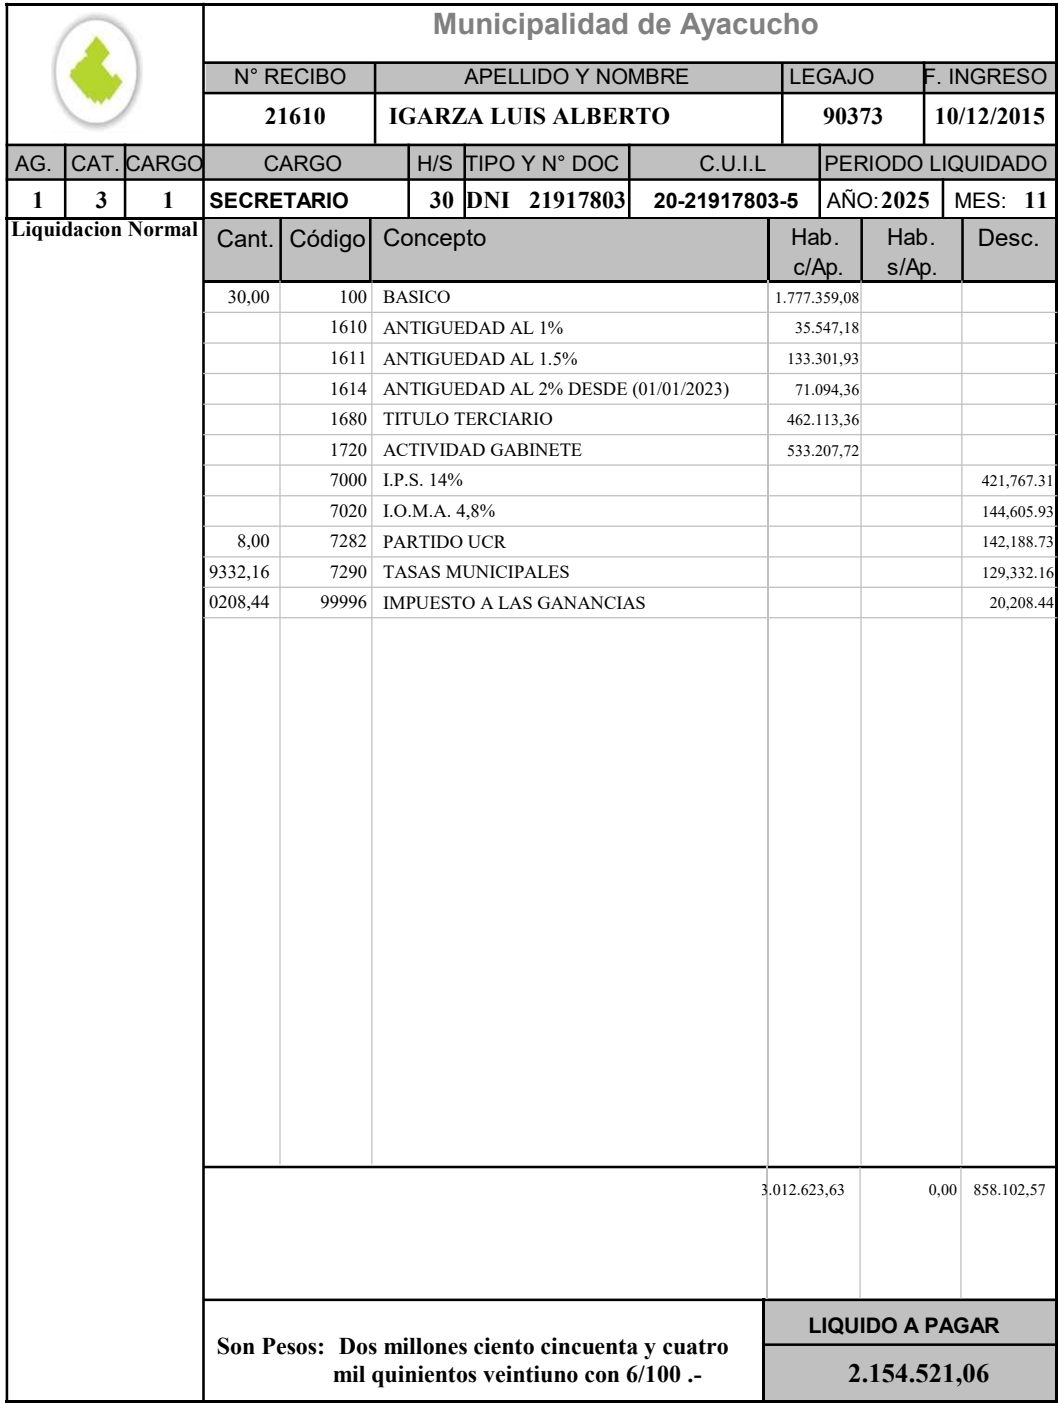 Municipalidad de Ayacucho
N° RECIBO APELLIDO Y NOMBRE LEGAJO F. INGRESO
21610 IGARZA LUIS ALBERTO 90373 10/12/2015
AG. CAT. CARGO CARGO H/S TIPO Y N° DOC C.U.I.L PERIODO LIQUIDADO
1 3 1 SECRETARIO 30 DNI 21917803 20-21917803-5 AÑO: 2025 MES: 11
Liquidacion Normal
Cant. Código Concepto Hab. c/Ap. Hab. s/Ap. Desc.
30,00 100 BASICO 1.777.359,08
1610 ANTIGUEDAD AL 1% 35.547,18
1611 ANTIGUEDAD AL 1.5% 133.301,93
1614 ANTIGUEDAD AL 2% DESDE (01/01/2023) 71.094,36
1680 TITULO TERCIARIO 462.113,36
1720 ACTIVIDAD GABINETE 533.207,72
7000 I.P.S. 14% 421,767.31
7020 I.O.M.A. 4,8% 144,605.93
8,00 7282 PARTIDO UCR 142,188.73
9332,16 7290 TASAS MUNICIPALES 129,332.16
0208,44 99996 IMPUESTO A LAS GANANCIAS 20,208.44
3.012.623,63 0,00 858.102,57
Son Pesos: Dos millones ciento cincuenta y cuatro
mil quinientos veintiuno con 6/100 .-
LIQUIDO A PAGAR
2.154.521,06